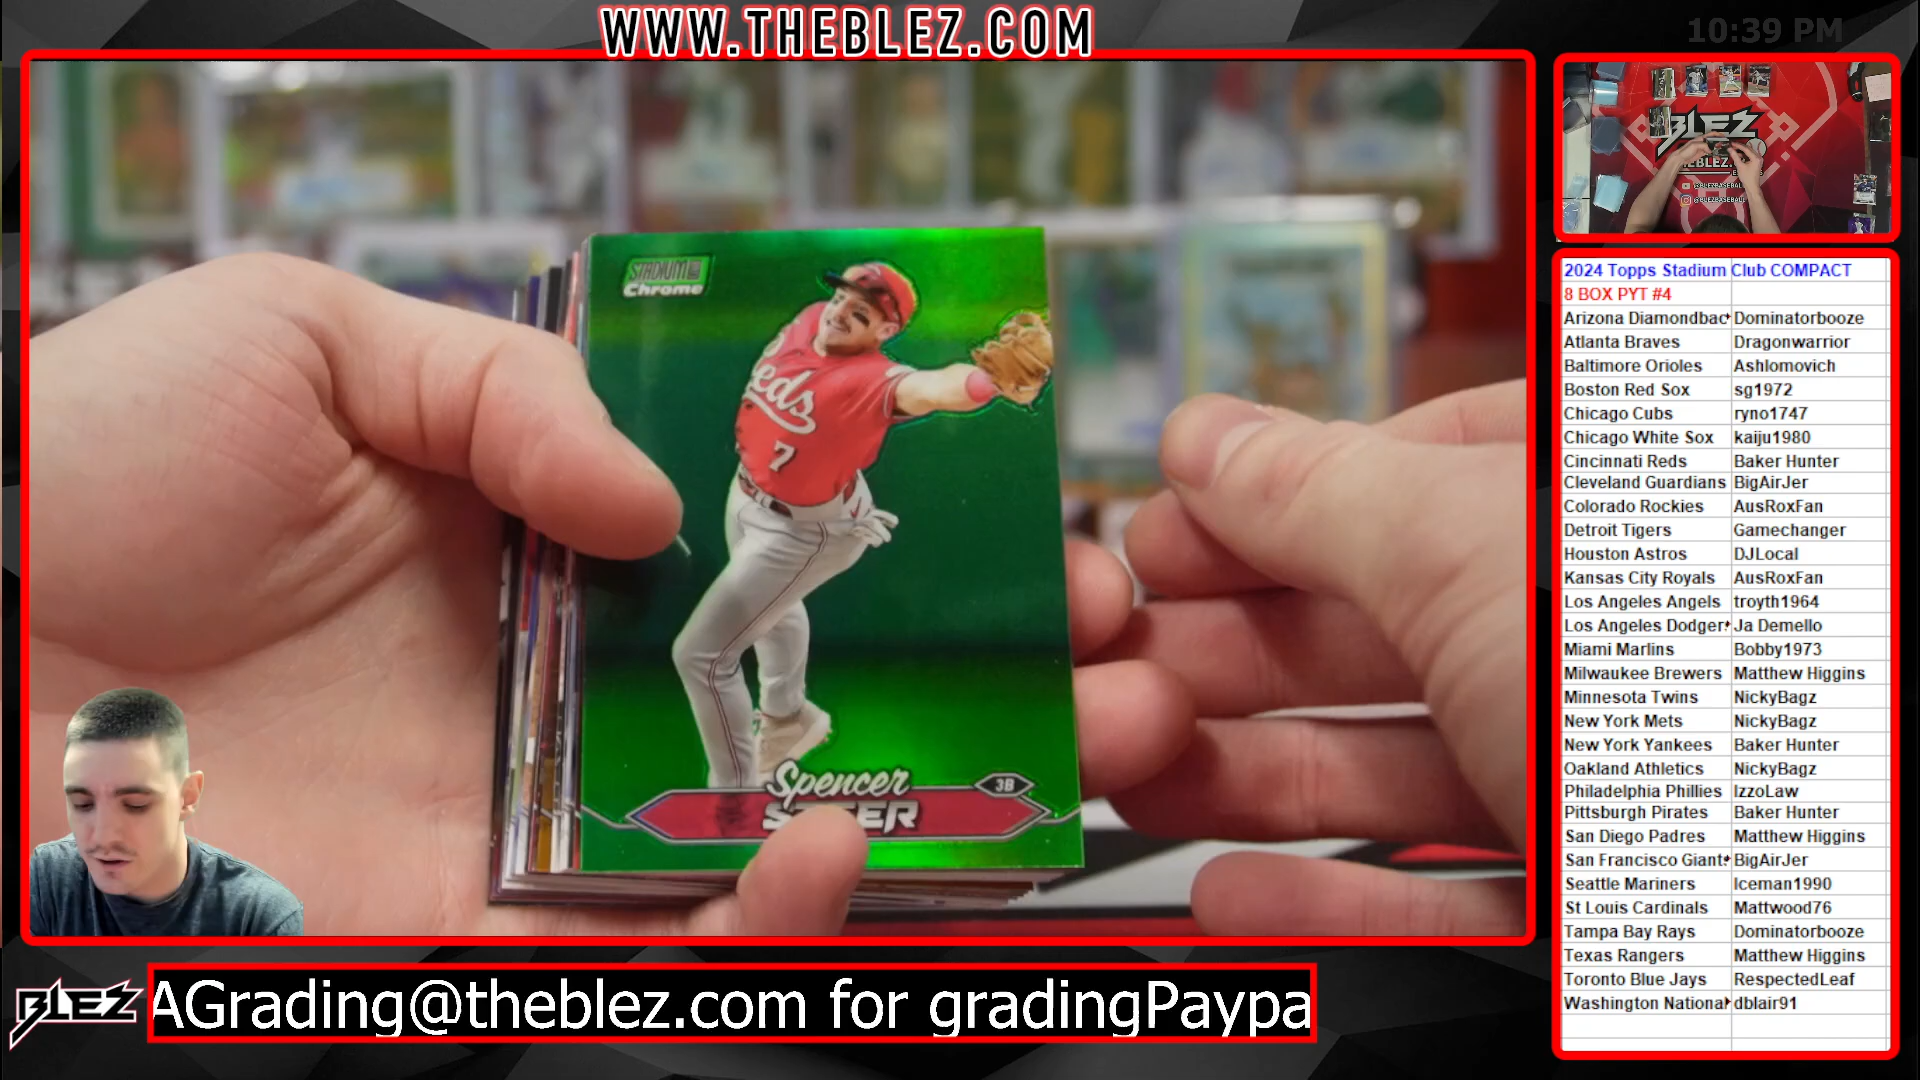 WWW.THEBLEZ.COM
10:39 PM
STADIUM
Chrome
Reds
7
Spencer
3B
BLEZ
2024 Topps Stadium Club COMPACT
8 BOX PYT #4
Arizona Diamondbac Dominatorbooze
Atlanta Braves Dragonwarrior
Baltimore Orioles Ashlomovich
Boston Red Sox sg1972
Chicago Cubs ryno1747
Chicago White Sox kaiju1980
Cincinnati Reds Baker Hunter
Cleveland Guardians BigAirJer
Colorado Rockies AusRoxFan
Detroit Tigers Gamechanger
Houston Astros DJLocal
Kansas City Royals AusRoxFan
Los Angeles Angels troyth1964
Los Angeles Dodger Ja Demello
Miami Marlins Bobby1973
Milwaukee Brewers Matthew Higgins
Minnesota Twins NickyBagz
New York Mets NickyBagz
New York Yankees Baker Hunter
Oakland Athletics NickyBagz
Philadelphia Phillies IzzoLaw
Pittsburgh Pirates Baker Hunter
San Diego Padres Matthew Higgins
San Francisco Giant BigAirJer
Seattle Mariners Iceman1990
St Louis Cardinals Mattwood76
Tampa Bay Rays Dominatorbooze
Texas Rangers Matthew Higgins
Toronto Blue Jays RespectedLeaf
Washington National dblair91
BLEZ
AGrading@theblez.com for gradingPaypa